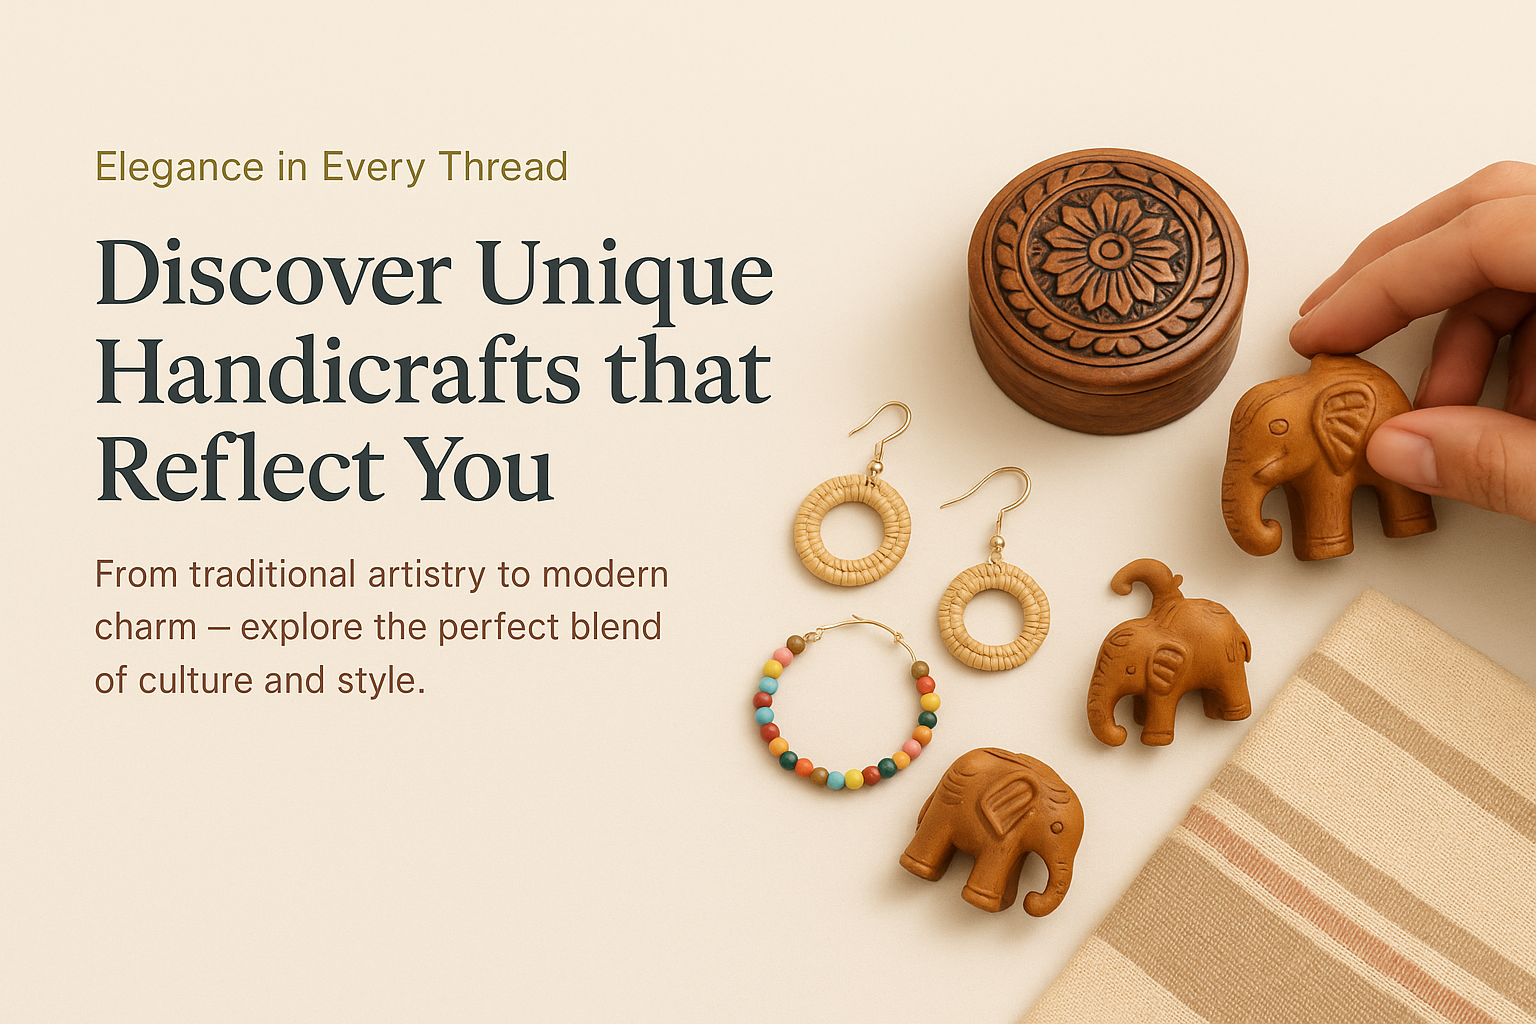 Elegance in Every Thread
Discover Unique
Handicrafts that
Reflect You
From traditional artistry to modern
charm – explore the perfect blend
of culture and style.